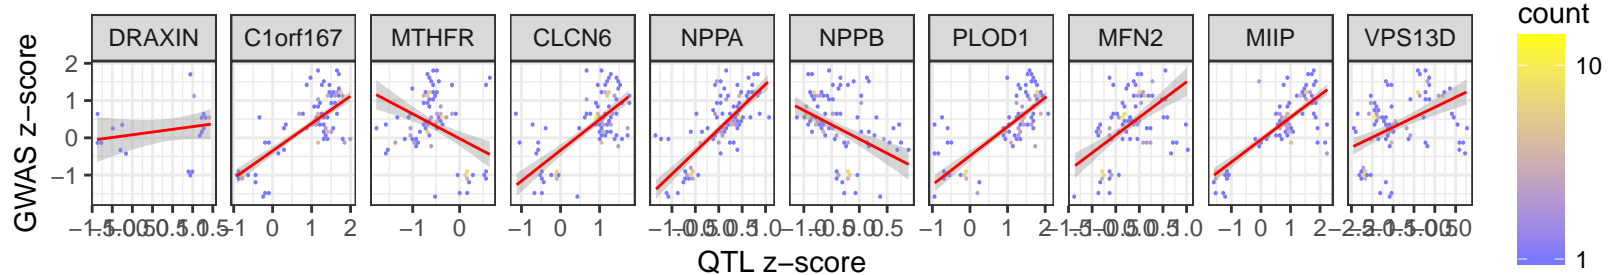 count
DRAXIN C1orf167 MTHFR CLCN6 NPPA NPPB PLOD1 MFN2 MIIP VPS13D
GWAS z−score
2
1
0
−1
10
1
−1 0 1 2
−1 0
−1 0 1
−1 0 1
−1 0 1 2
QTL z−score